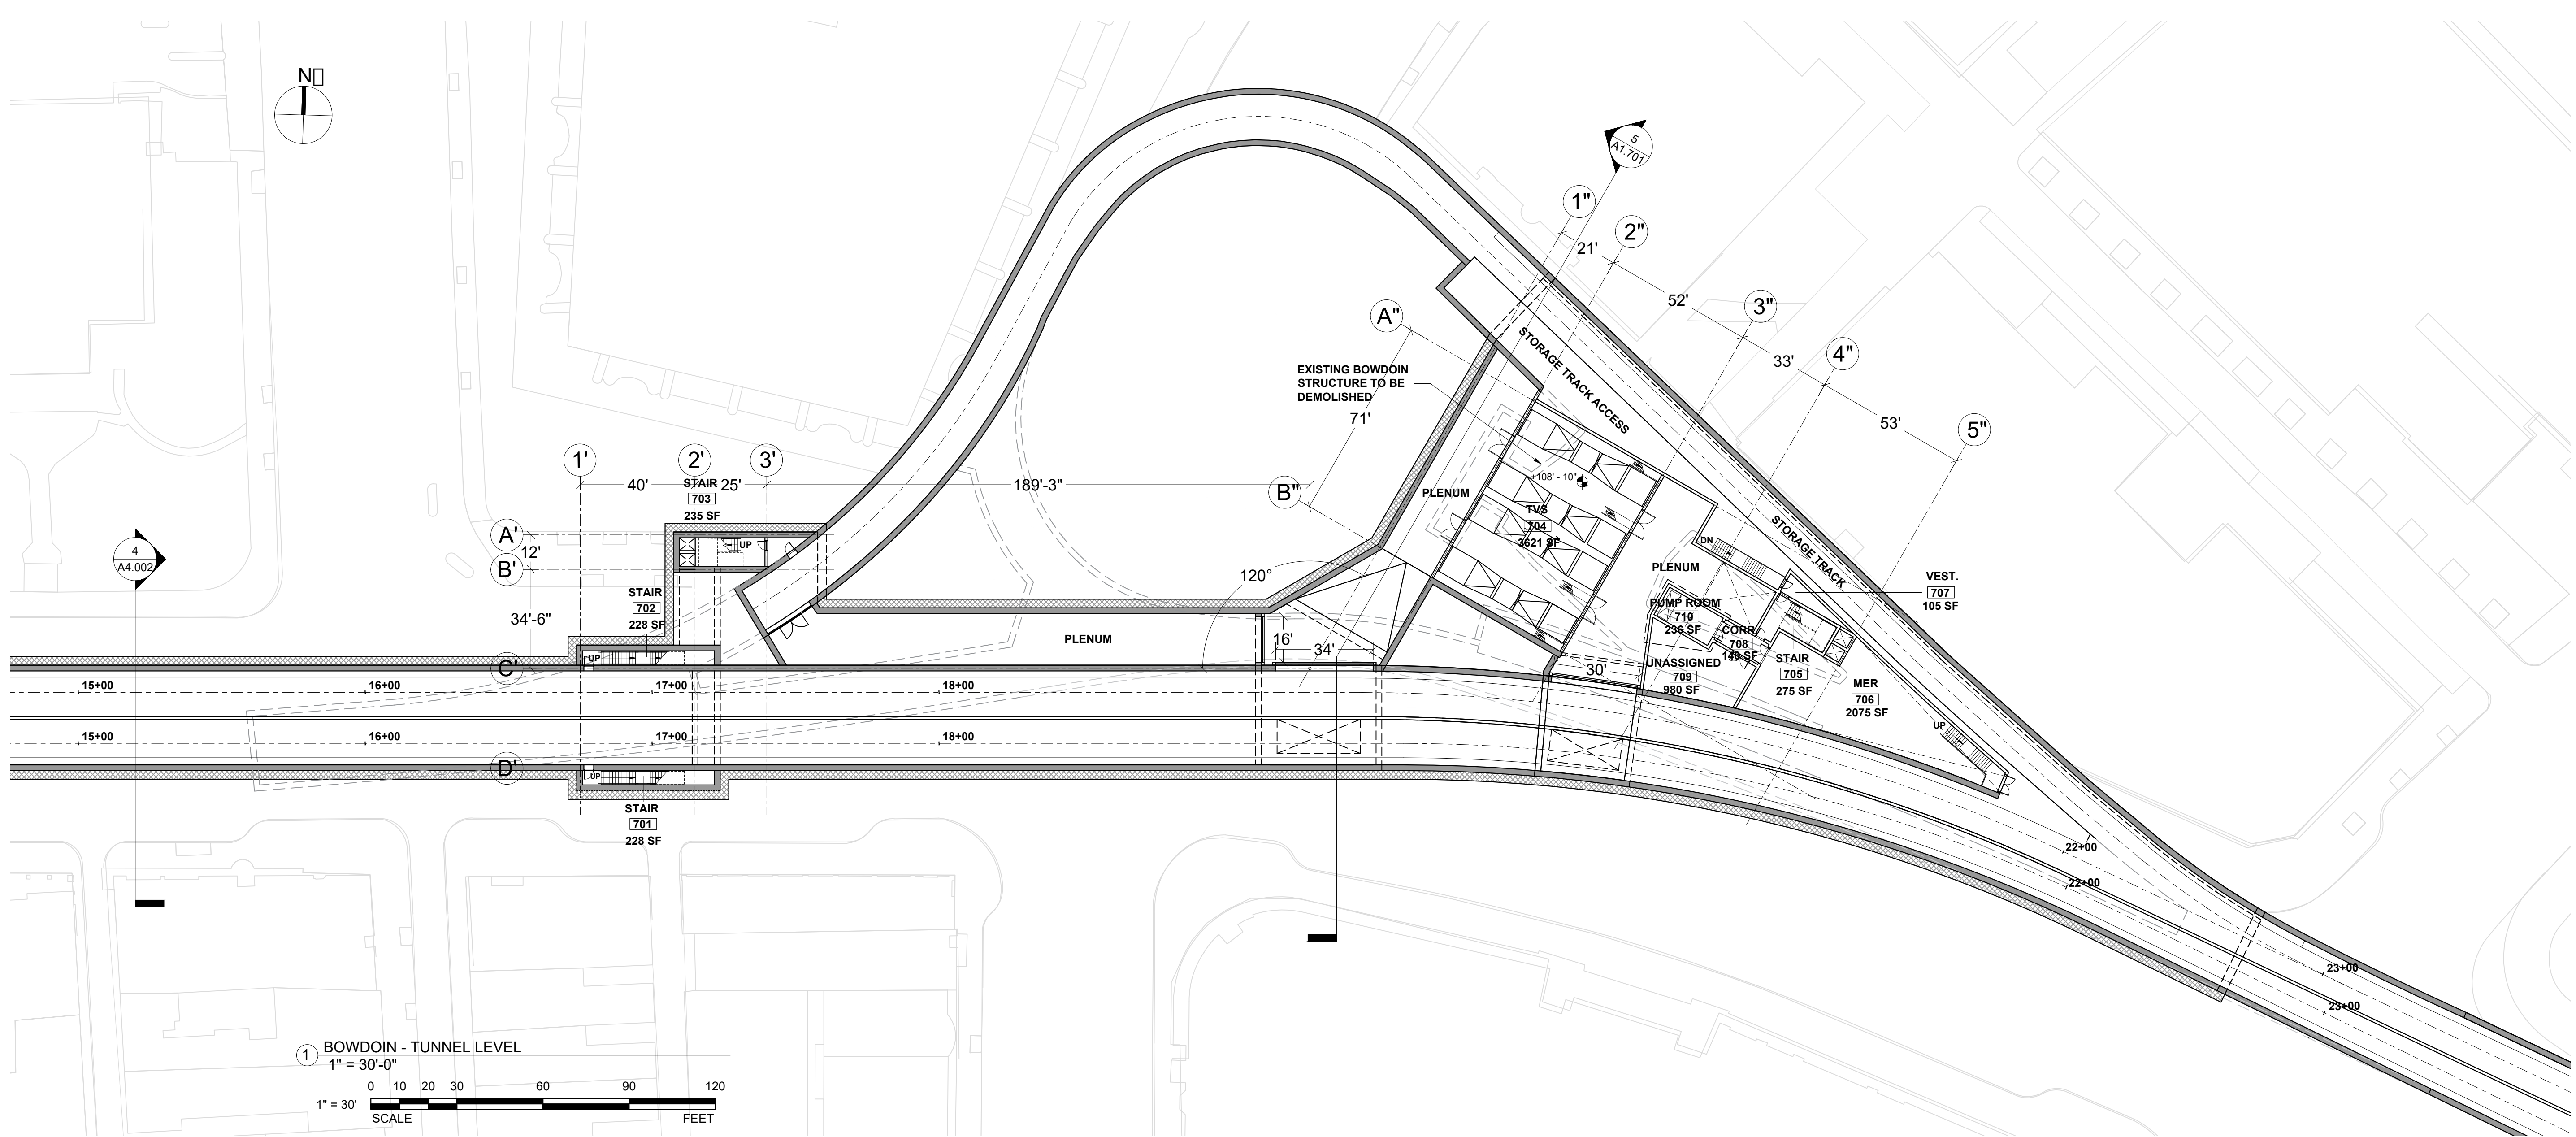 N
5
A1.701
1"
2"
21'
52'
3"
33'
4"
53'
5"
A"
EXISTING BOWDOIN
STRUCTURE TO BE
DEMOLISHED
71'
STORAGE TRACK ACCESS
1'
2'
3'
40'
STAIR
703
235 SF
25'
189'-3"
B"
PLENUM
+108' - 10"
TVS
704
3621 SF
STORAGE TRACK
4
A4.002
A'
12'
B'
UP
120°
DN
PLENUM
VEST.
707
105 SF
STAIR
702
228 SF
34'-6"
PLENUM
16'
34'
PUMP ROOM
710
236 SF
CORR.
708
140 SF
UNASSIGNED
709
980 SF
30'
STAIR
705
275 SF
MER
706
2075 SF
UP
C'
UP
15+00
16+00
17+00
18+00
15+00
16+00
17+00
18+00
D'
UP
STAIR
701
228 SF
22+00
22+00
23+00
23+00
1
BOWDOIN - TUNNEL LEVEL
1" = 30'-0"
0 10 20 30 60 90 120
1" = 30'
SCALE
FEET